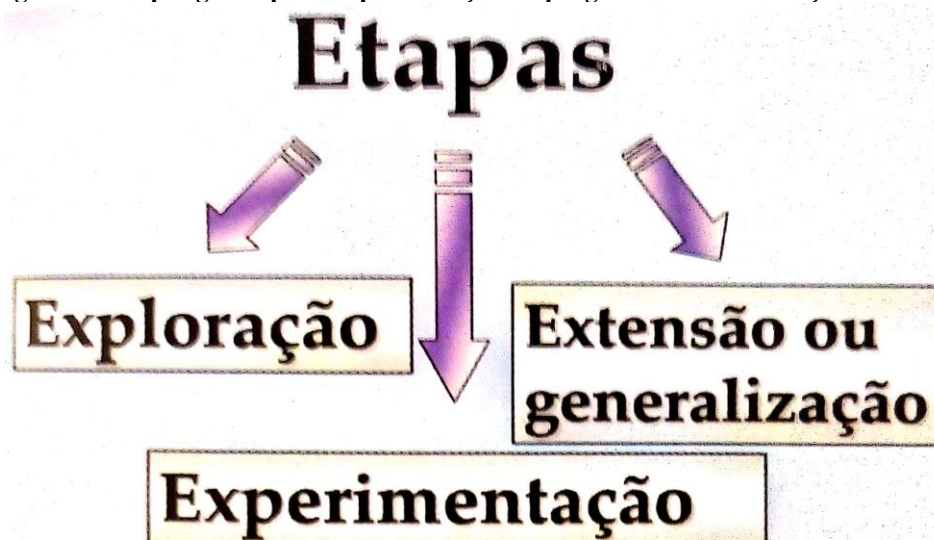 Etapas
Exploração
Extensão ou
generalização
Experimentação